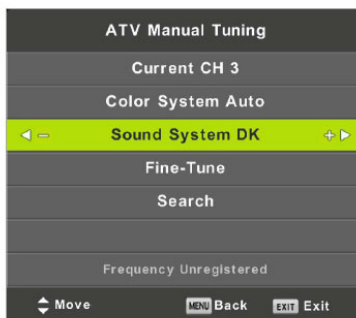 ATV Manual Tuning
Current CH 3
Color System Auto
− Sound System DK +
Fine-Tune
Search
Frequency Unregistered
Move MENU Back EXIT Exit